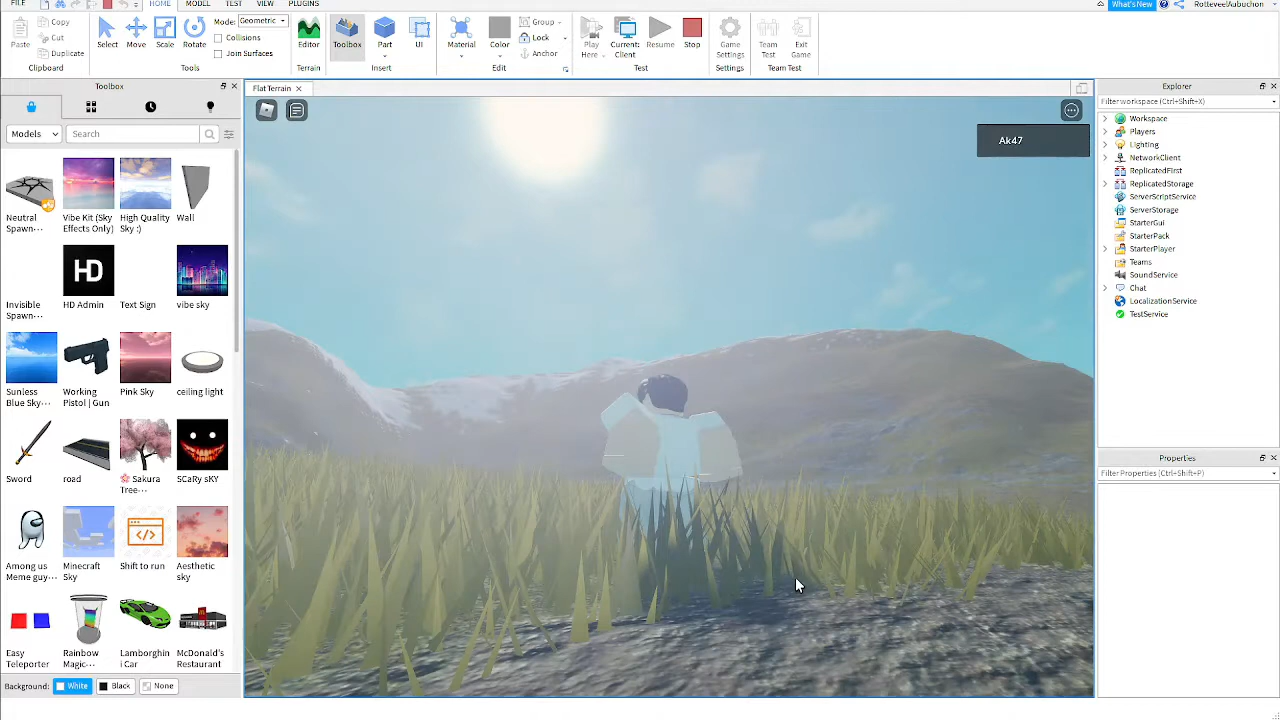 FILE HOME MODEL TEST VIEW PLUGINS What's New RotteveelAubuchon
Copy Mode: Geometric Group
Cut Collisions Lock
Paste Duplicate Select Move Scale Rotate Join Surfaces Editor Toolbox Part UI Material Color Anchor Play Here Current: Client Resume Stop Game Settings Team Test Exit Game
Clipboard Tools Terrain Insert Edit Test Settings Team Test
Toolbox
Flat Terrain
Explorer
Filter workspace (Ctrl+Shift+X)
Models Search
Neutral Spawn...
Vibe Kit (Sky Effects Only)
High Quality Sky :)
Wall
HD
Invisible Spawn...
HD Admin
Text Sign
vibe sky
Sunless Blue Sky...
Working Pistol | Gun
Pink Sky
ceiling light
Sword
road
Sakura Tree...
SCaRy sKY
Among us Meme guy...
Minecraft Sky
Shift to run
Aesthetic sky
Easy Teleporter
Rainbow Magic...
Lamborghini Car
McDonald's Restaurant
Background: White Black None
Ak47
Workspace
Players
Lighting
NetworkClient
ReplicatedFirst
ReplicatedStorage
ServerScriptService
ServerStorage
StarterGui
StarterPack
StarterPlayer
Teams
SoundService
Chat
LocalizationService
TestService
Properties
Filter Properties (Ctrl+Shift+P)